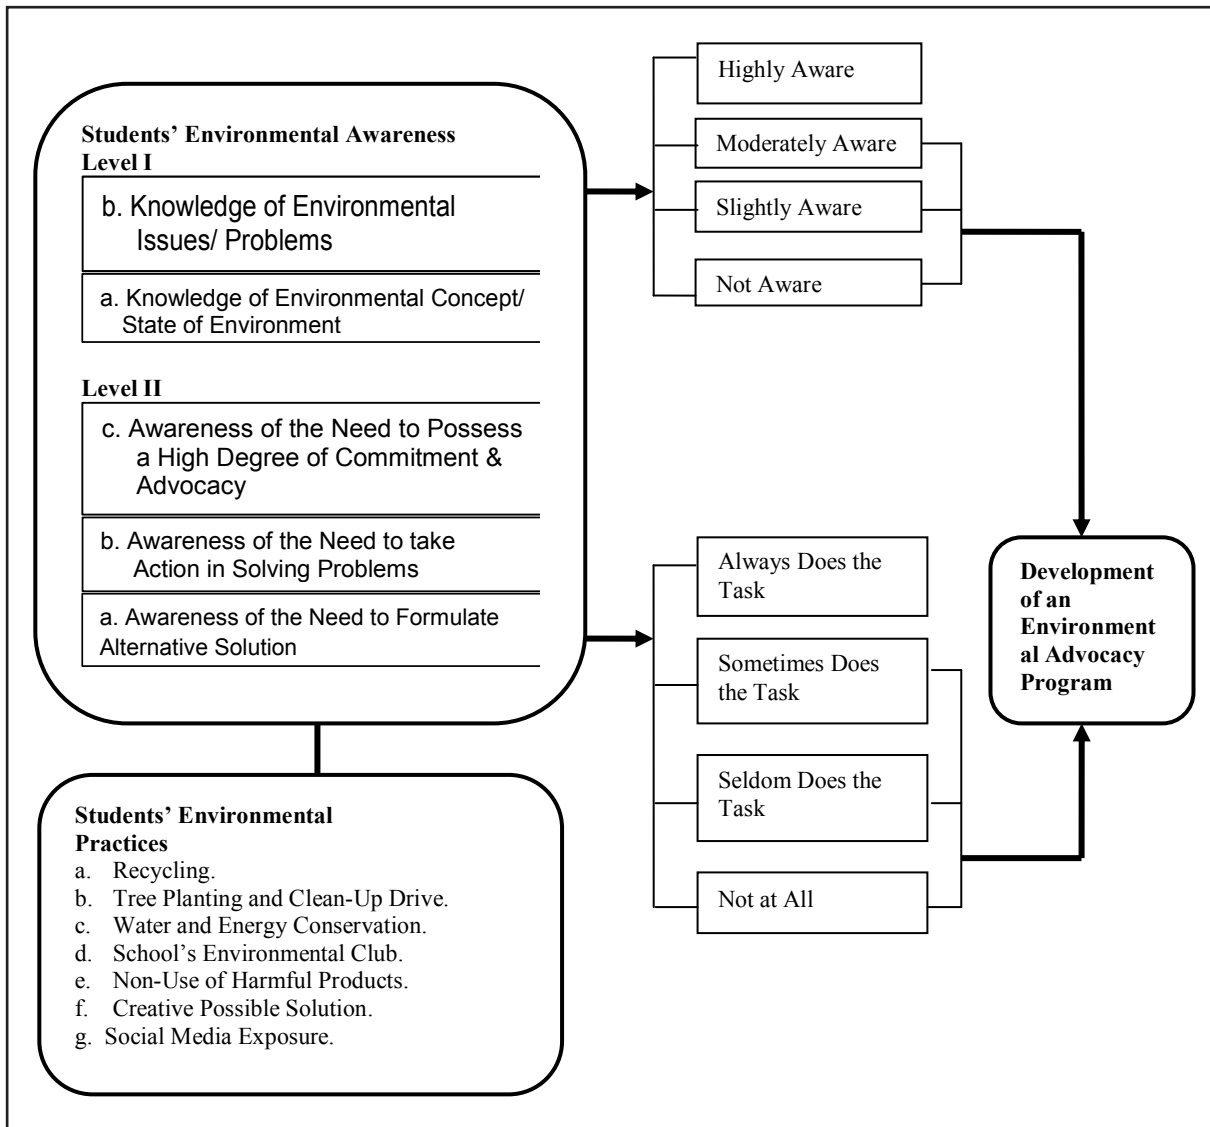 Students’ Environmental Awareness
Level I
b. Knowledge of Environmental
Issues/ Problems
a. Knowledge of Environmental Concept/
State of Environment
Level II
c. Awareness of the Need to Possess
a High Degree of Commitment &
Advocacy
b. Awareness of the Need to take
Action in Solving Problems
a. Awareness of the Need to Formulate
Alternative Solution
Students’ Environmental
Practices
a. Recycling.
b. Tree Planting and Clean-Up Drive.
c. Water and Energy Conservation.
d. School’s Environmental Club.
e. Non-Use of Harmful Products.
f. Creative Possible Solution.
g. Social Media Exposure.
Highly Aware
Moderately Aware
Slightly Aware
Not Aware
Always Does the
Task
Sometimes Does
the Task
Seldom Does the
Task
Not at All
Development
of an
Environment
al Advocacy
Program